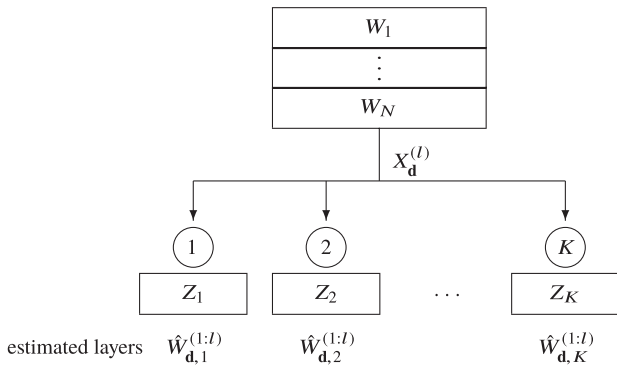 W_1
⋮
W_N
X_d^{(l)}
1 2 K
Z_1 Z_2 ... Z_K
estimated layers Ŵ_{d,1}^{(1:l)} Ŵ_{d,2}^{(1:l)} Ŵ_{d,K}^{(1:l)}